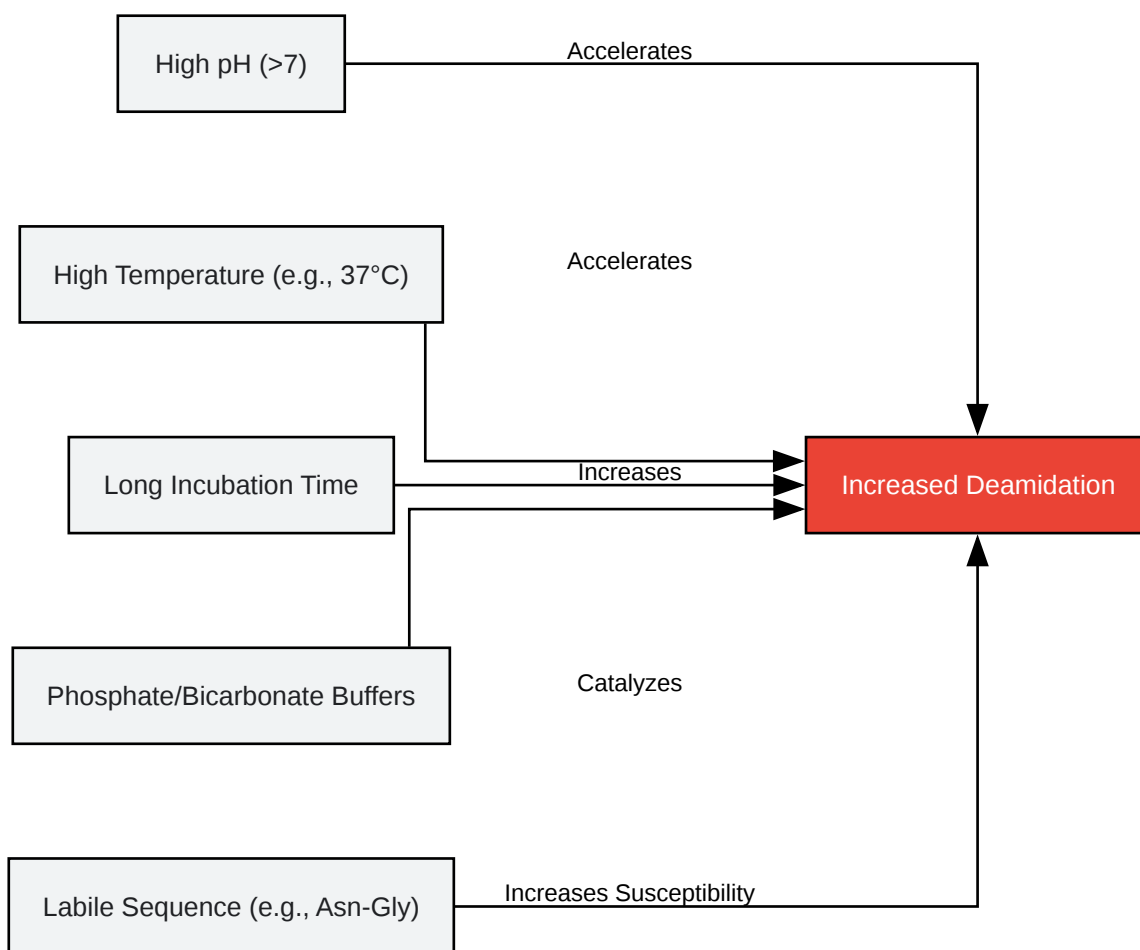 High pH (>7)
Accelerates
High Temperature (e.g., 37°C)
Accelerates
Long Incubation Time
Increases
Increased Deamidation
Phosphate/Bicarbonate Buffers
Catalyzes
Labile Sequence (e.g., Asn-Gly)
Increases Susceptibility